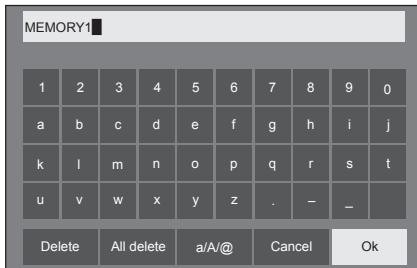 MEMORY1
1 2 3 4 5 6 7 8 9 0
a b c d e f g h i j
k l m n o p q r s t
u v w x y z . – _
Delete All delete a/A/@ Cancel Ok